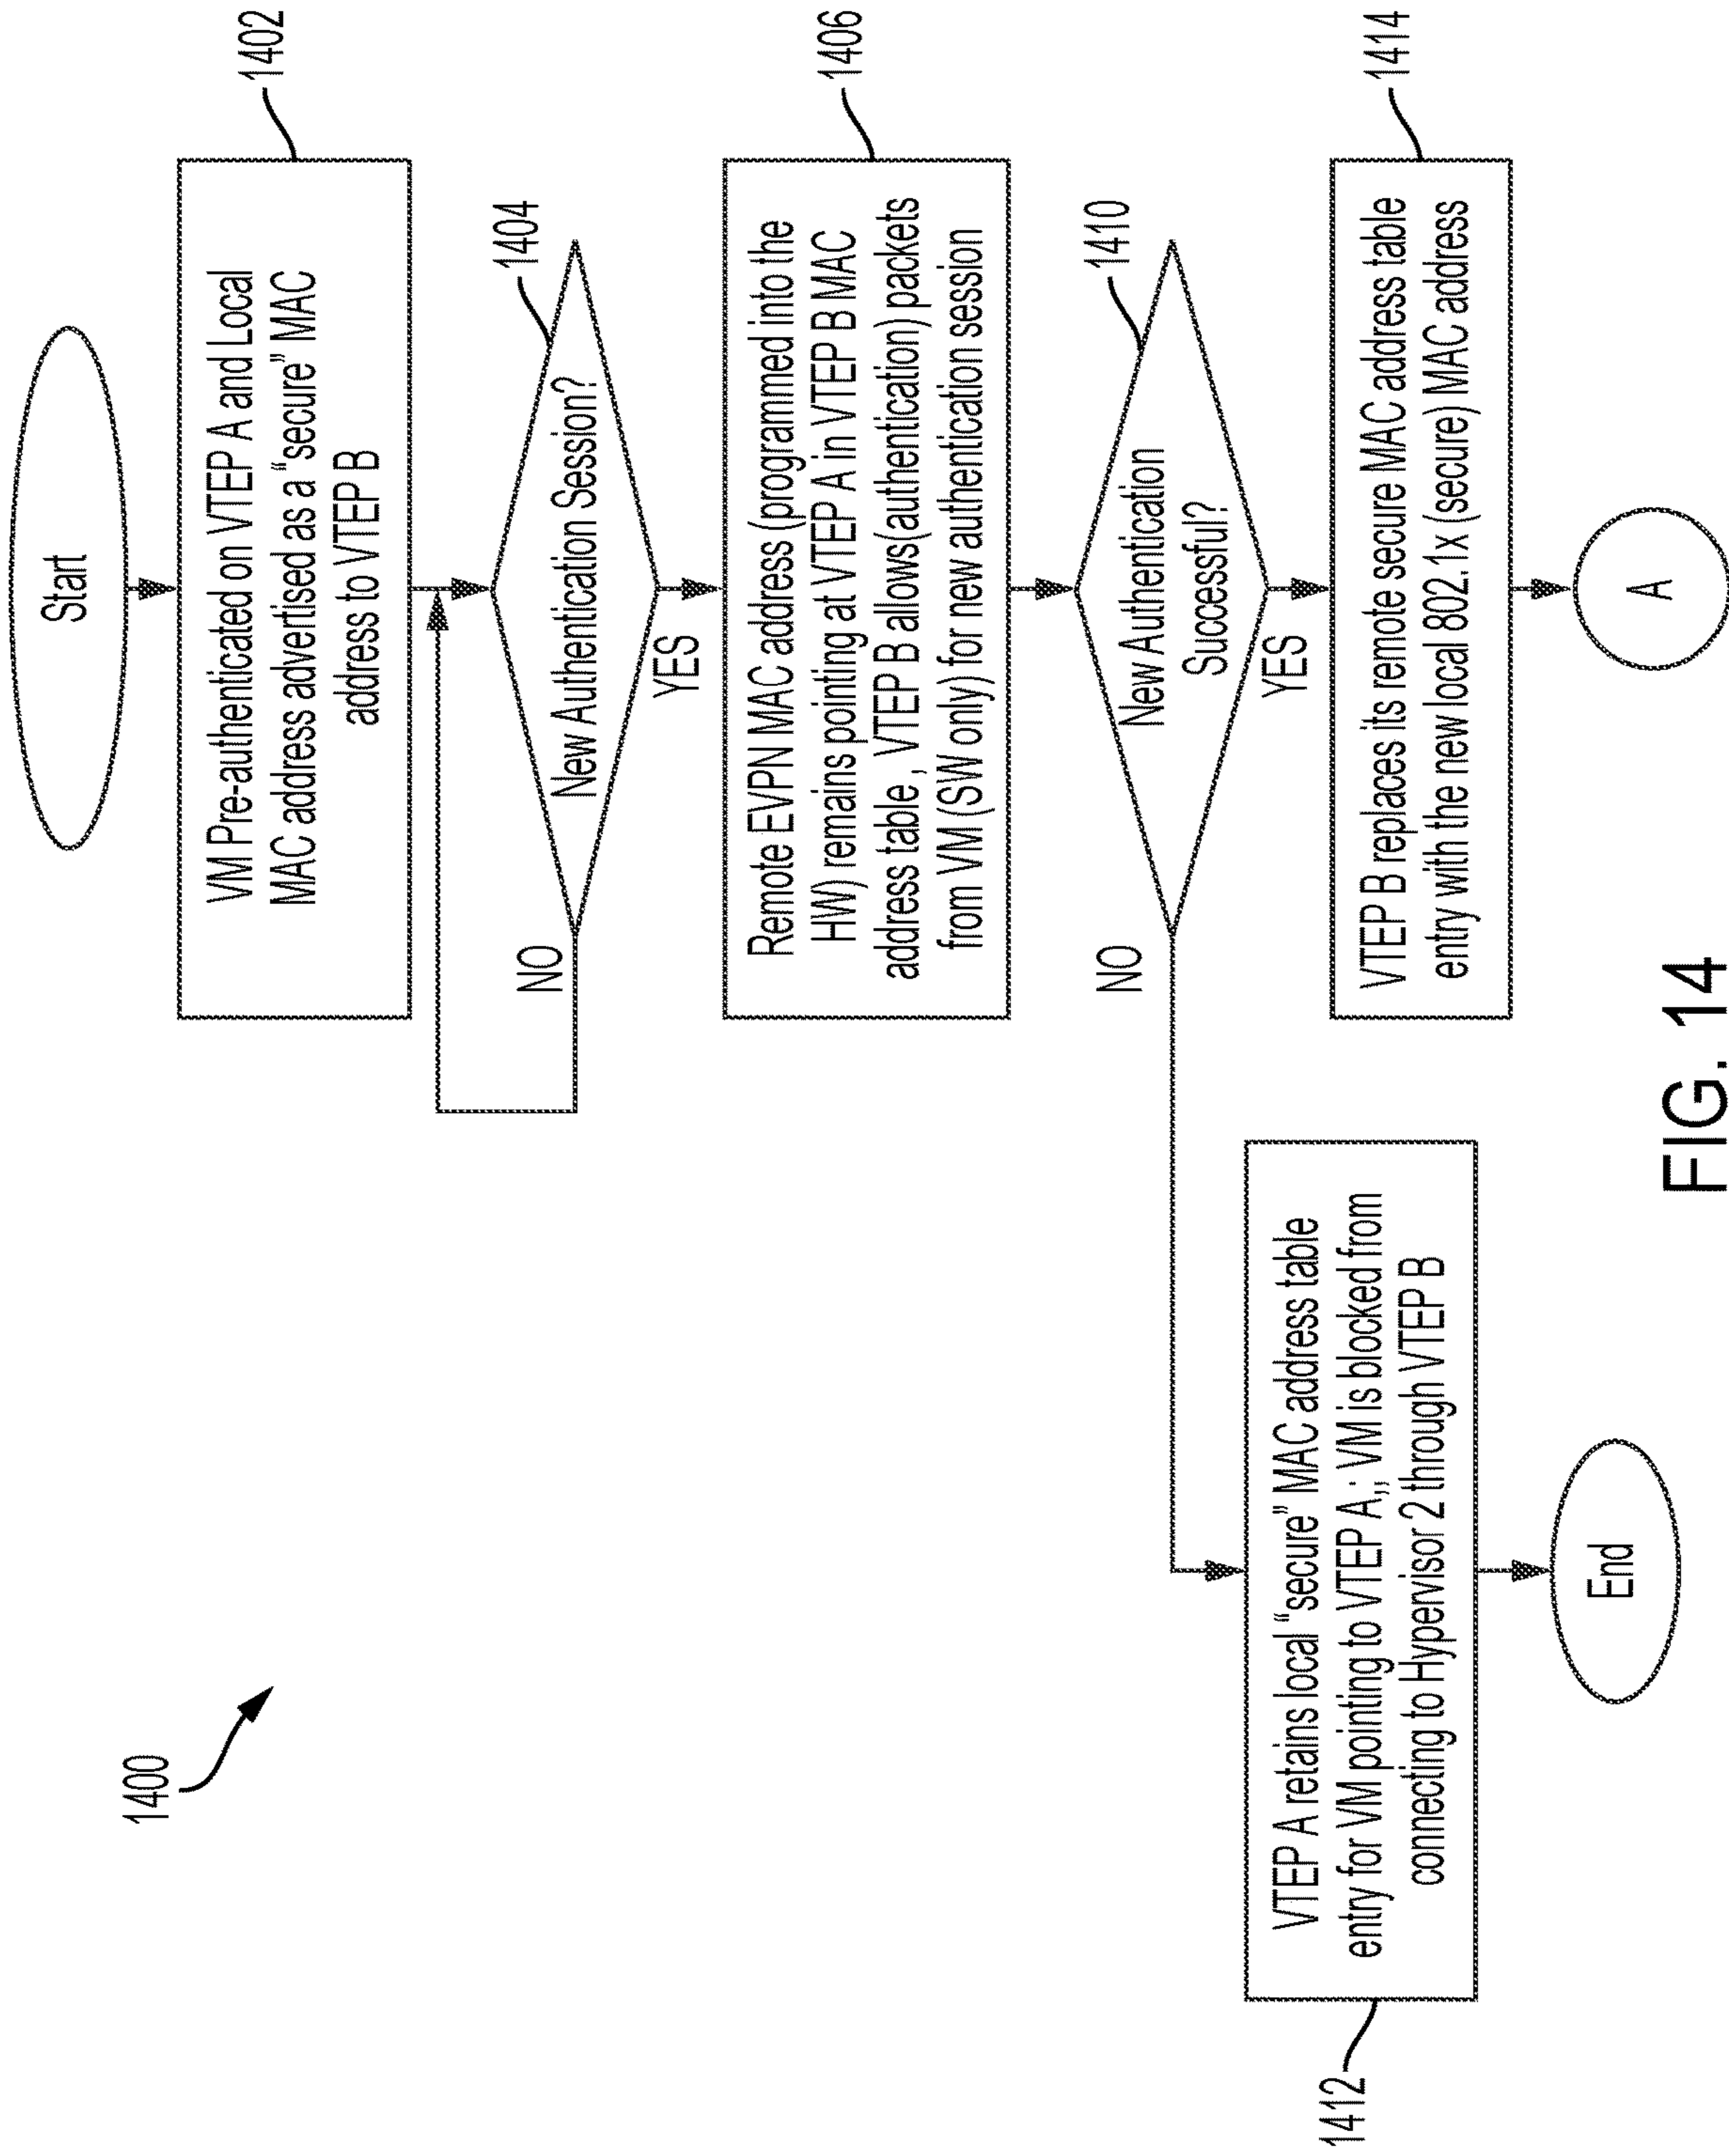 1400
Start
VM Pre-authenticated on VTEP A and Local
MAC address advertised as a “secure” MAC
address to VTEP B
1402
New Authentication Session?
1404
NO
YES
Remote EVPN MAC address (programmed into the
HW) remains pointing at VTEP A in VTEP B MAC
address table , VTEP B allows(authentication) packets
from VM (SW only) for new authentication session
1406
New Authentication
Successful?
1410
NO
YES
VTEP A retains local “secure” MAC address table
entry for VM pointing to VTEP A,; VM is blocked from
connecting to Hypervisor 2 through VTEP B
1412
End
VTEP B replaces its remote secure MAC address table
entry with the new local 802.1x (secure) MAC address
1414
A
FIG. 14